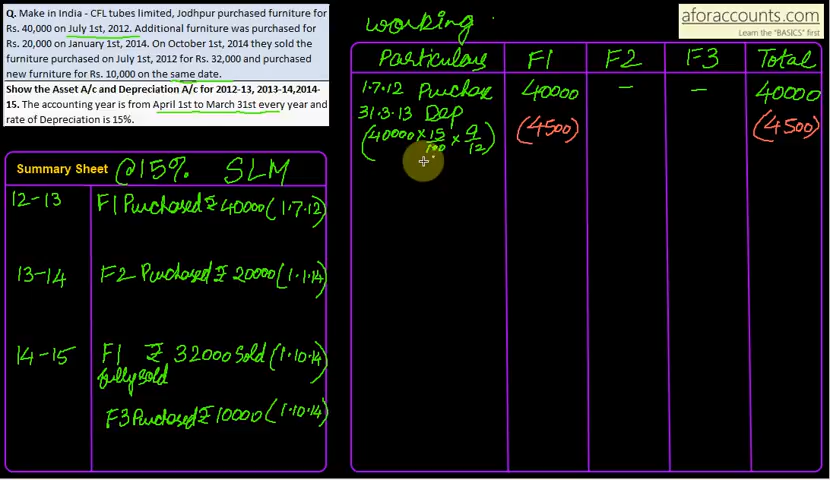 Q. Make in India - CFL tubes limited, Jodhpur purchased furniture for
Rs. 40,000 on July 1st, 2012. Additional furniture was purchased for
Rs. 20,000 on January 1st, 2014. On October 1st, 2014 they sold the
furniture purchased on July 1st, 2012 for Rs. 32,000 and purchased
new furniture for Rs. 10,000 on the same date.
Show the Asset A/c and Depreciation A/c for 2012-13, 2013-14,2014-
15. The accounting year is from April 1st to March 31st every year and
rate of Depreciation is 15%.
Summary Sheet @15% SLM
12-13 F1 Purchased ₹ 40000 (1.7.12)
13-14 F2 Purchased ₹ 20000 (1.1.14)
14-15 F1 ₹ 32000 Sold (1.10.14)
fully sold
F3 Purchased ₹ 10000 (1.10.14)
working
aforaccounts.com
Learn the "BASICS" first
Particulars F1 F2 F3 Total
1.7.12 Purchase 40000 - - 40000
31.3.13 Dep
(40000 × 15/100 × 9/12) (4500) (4500)